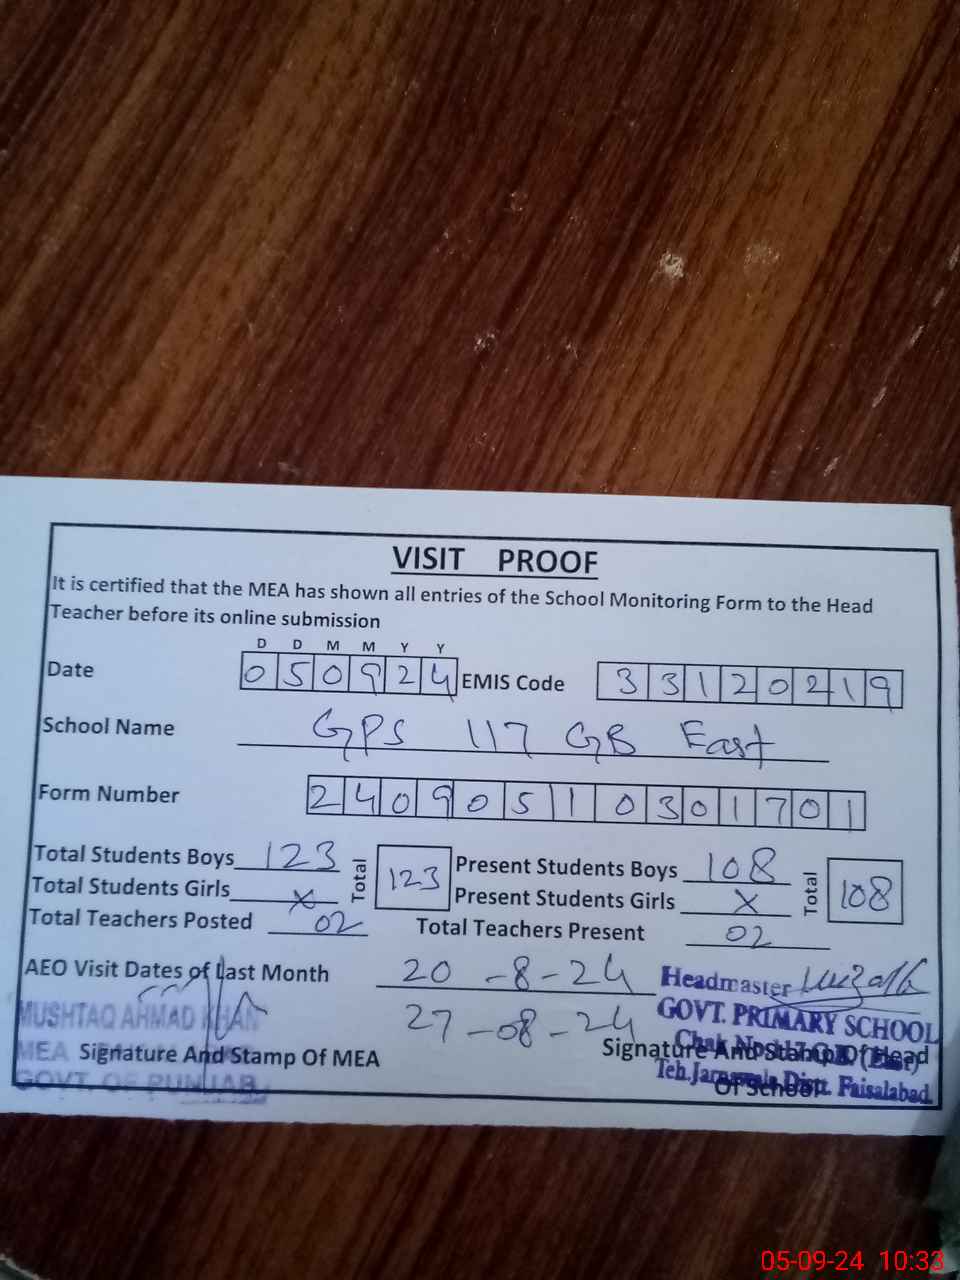 VISIT PROOF
It is certified that the MEA has shown all entries of the School Monitoring Form to the Head
Teacher before its online submission
D D M M Y Y
Date 0 5 0 9 2 4 EMIS Code 3 3 1 2 0 2 1 9
School Name GPS 117 GB East
Form Number 2 4 0 9 0 5 1 0 3 0 1 7 0 1
Total Students Boys 123 Total 123 Present Students Boys 108 Total 108
Total Students Girls X Present Students Girls X
Total Teachers Posted 02 Total Teachers Present 02
AEO Visit Dates of Last Month 20-8-24
27-08-24
Headmaster
GOVT. PRIMARY SCHOOL
Teh. Jaranwala Distt. Faisalabad.
MUSHTAQ AHMAD KHAN
MEA
GOVT. OF PUNJAB
Signature And Stamp Of MEA
Signature And Stamp Of Head
Of School
05-09-24 10:33